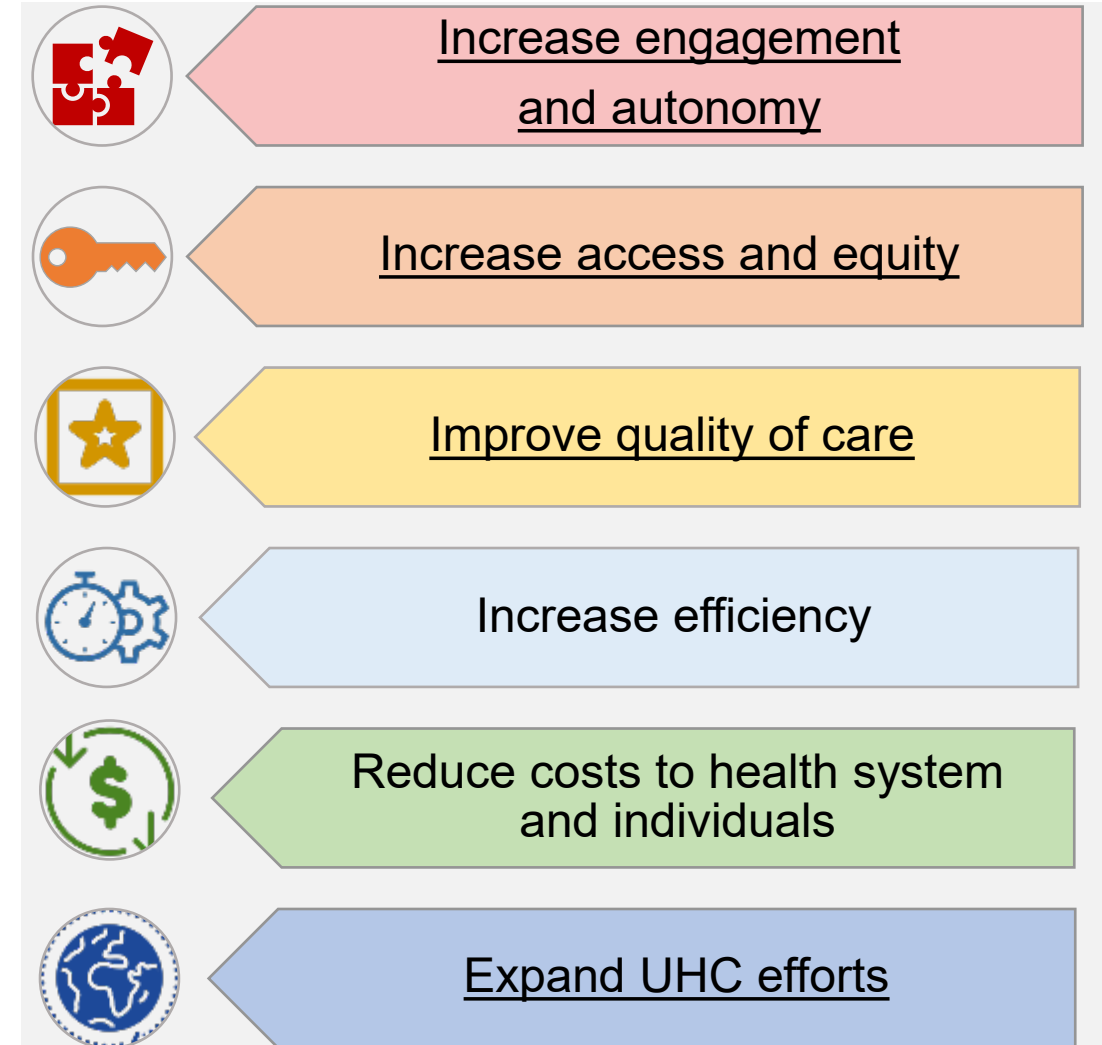 Increase engagement
and autonomy
Increase access and equity
Improve quality of care
Increase efficiency
Reduce costs to health system
and individuals
Expand UHC efforts